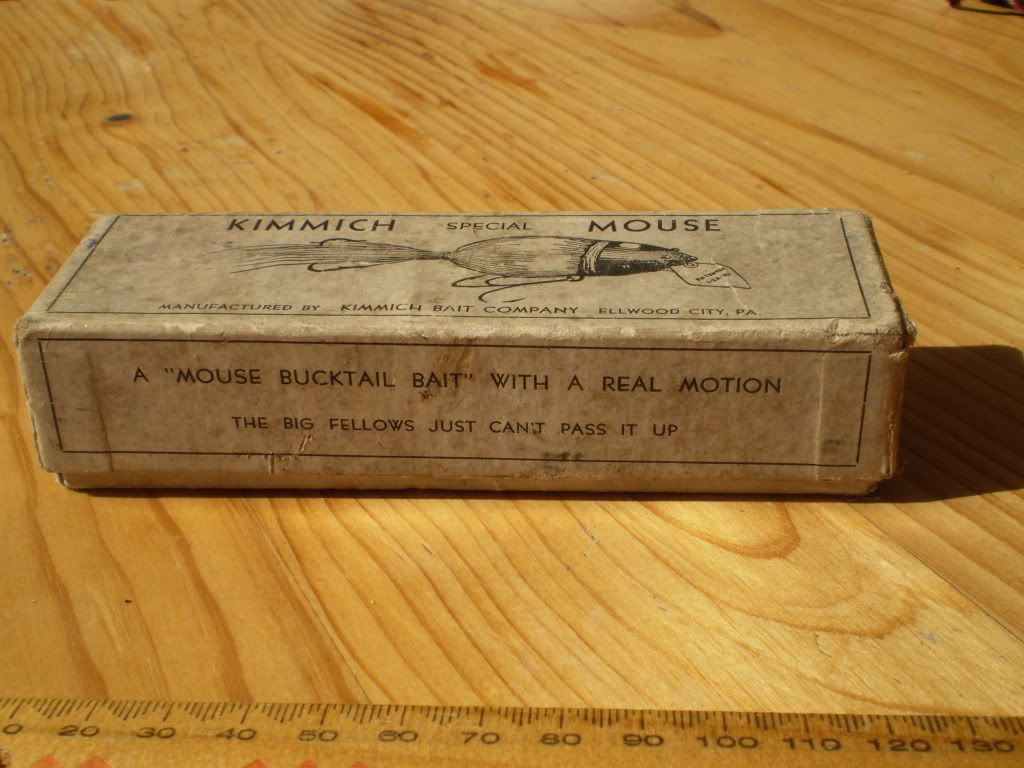 KIMMICH SPECIAL MOUSE
MANUFACTURED BY KIMMICH BAIT COMPANY ELLWOOD CITY, PA.
A "MOUSE BUCKTAIL BAIT" WITH A REAL MOTION
THE BIG FELLOWS JUST CAN'T PASS IT UP
20 30 40 50 60 70 80 90 100 110 120 130